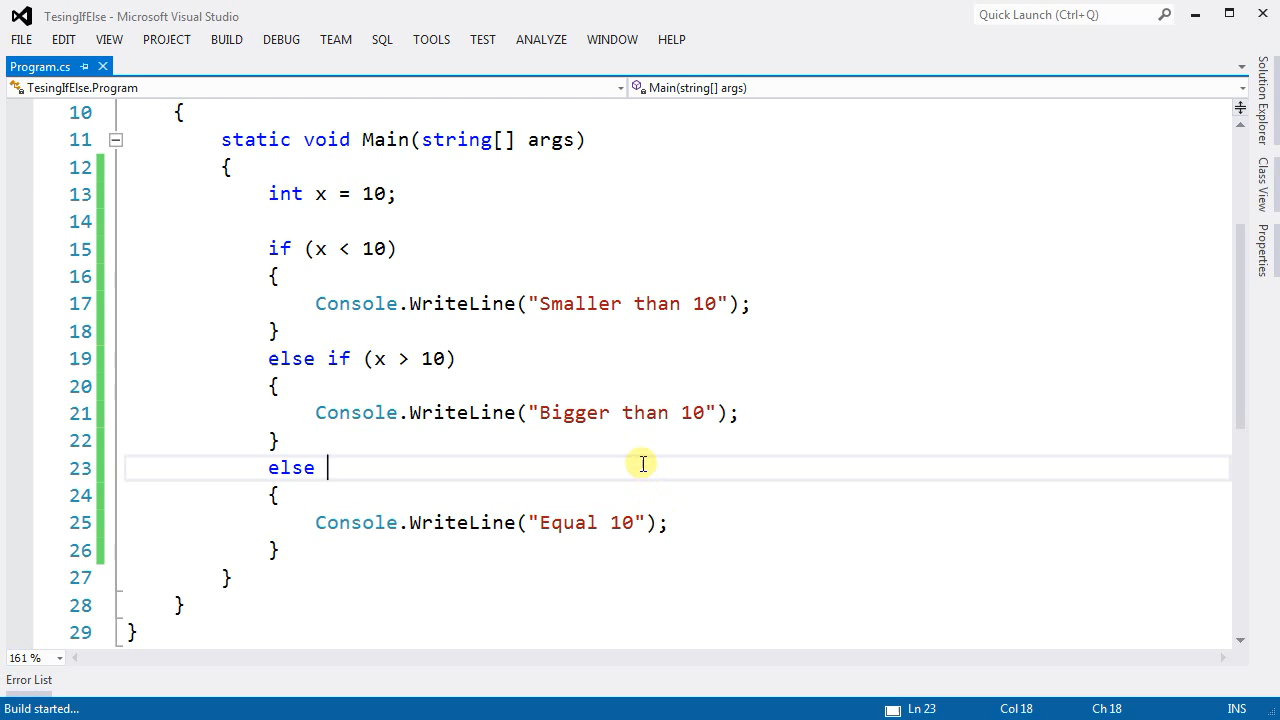 TesingIfElse - Microsoft Visual Studio
Quick Launch (Ctrl+Q)
FILE EDIT VIEW PROJECT BUILD DEBUG TEAM SQL TOOLS TEST ANALYZE WINDOW HELP
Program.cs
TesingIfElse.Program
Main(string[] args)
10 {
11 static void Main(string[] args)
12 {
13 int x = 10;
14
15 if (x < 10)
16 {
17 Console.WriteLine("Smaller than 10");
18 }
19 else if (x > 10)
20 {
21 Console.WriteLine("Bigger than 10");
22 }
23 else
24 {
25 Console.WriteLine("Equal 10");
26 }
27 }
28 }
29 }
Solution Explorer
Class View
Properties
161 %
Error List
Build started...
Ln 23 Col 18 Ch 18 INS